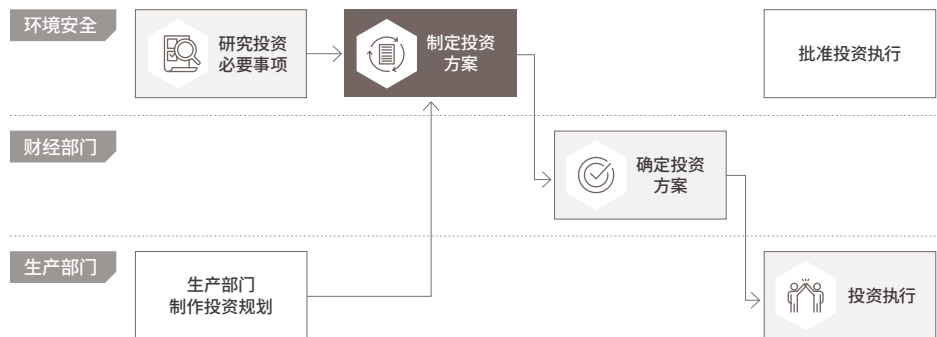 环境安全
研究投资
必要事项
制定投资
方案
批准投资执行
财经部门
确定投资
方案
生产部门
生产部门
制作投资规划
投资执行